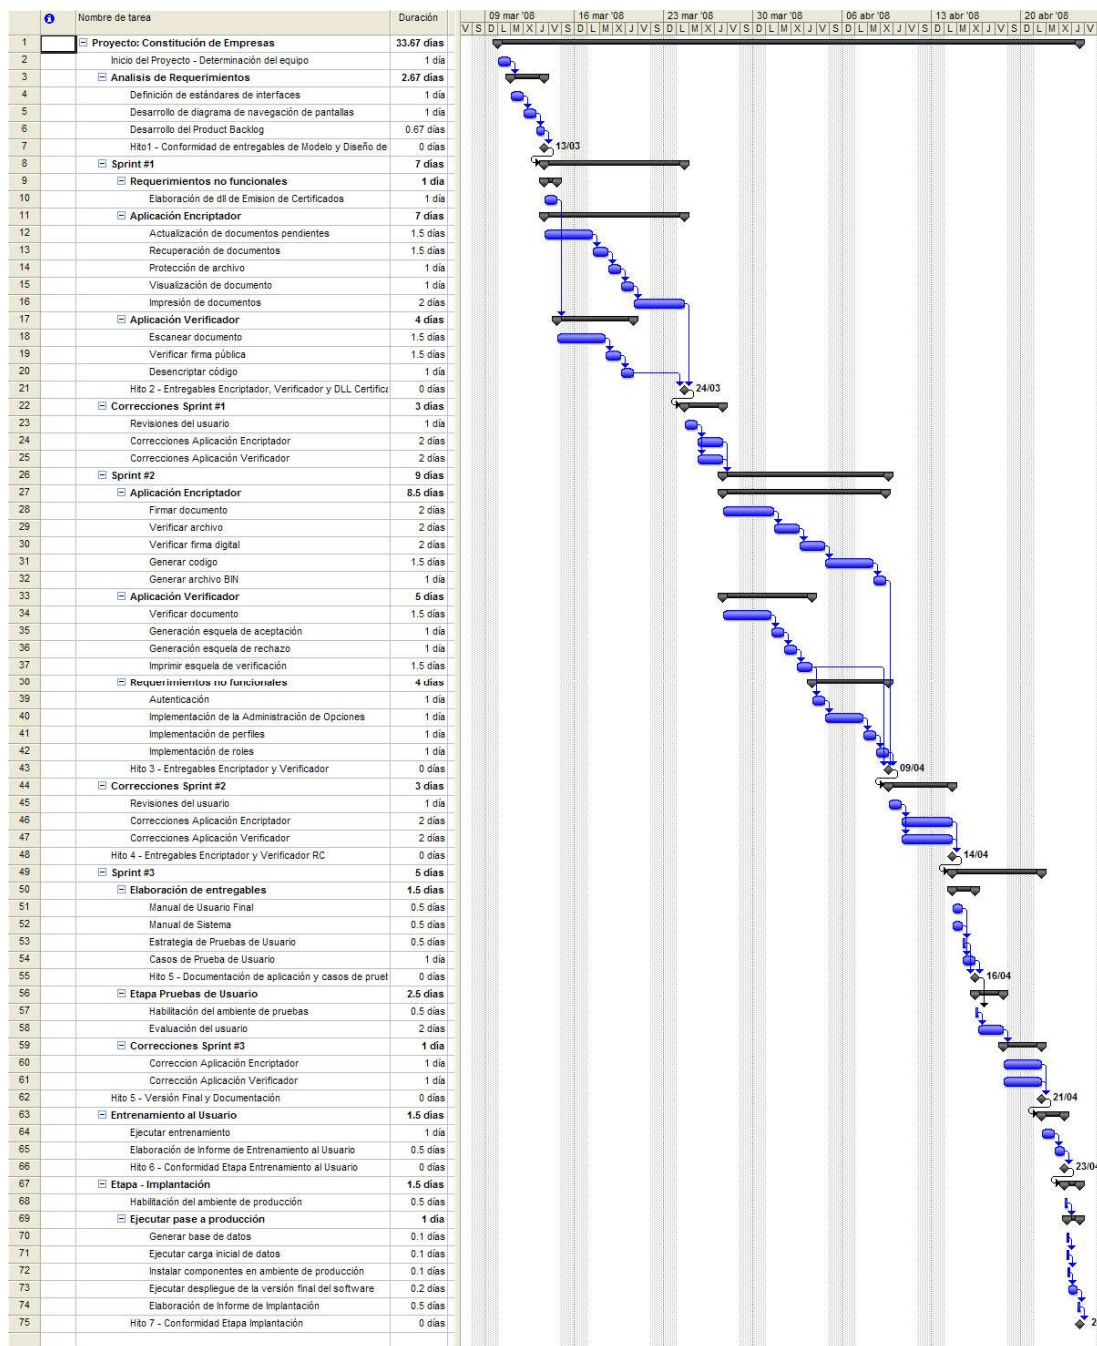 Nombre de tarea Duración 09 mar '08 16 mar '08 23 mar '08 30 mar '08 06 abr '08 13 abr '08 20 abr '08
V S D L M X J V S D L M X J V S D L M X J V S D L M X J V S D L M X J V S D L M X J V S D L M X J V
1 Proyecto: Constitución de Empresas 33.67 días
2 Inicio del Proyecto - Determinación del equipo 1 día
3 Analisis de Requerimientos 2.67 días
4 Definición de estándares de interfaces 1 día
5 Desarrollo de diagrama de navegación de pantallas 1 día
6 Desarrollo del Product Backlog 0.67 días
7 Hito1 - Conformidad de entregables de Modelo y Diseño de 0 días 13/03
8 Sprint #1 7 días
9 Requerimientos no funcionales 1 día
10 Elaboración de dll de Emision de Certificados 1 día
11 Aplicación Encriptador 7 días
12 Actualización de documentos pendientes 1.5 días
13 Recuperación de documentos 1.5 días
14 Protección de archivo 1 día
15 Visualización de documento 1 día
16 Impresión de documentos 2 días
17 Aplicación Verificador 4 días
18 Escanear documento 1.5 días
19 Verificar firma pública 1.5 días
20 Desencriptar código 1 día
21 Hito 2 - Entregables Encriptador, Verificador y DLL Certifica 0 días 24/03
22 Correcciones Sprint #1 3 días
23 Revisiones del usuario 1 día
24 Correcciones Aplicación Encriptador 2 días
25 Correcciones Aplicación Verificador 2 días
26 Sprint #2 9 días
27 Aplicación Encriptador 8.5 días
28 Firmar documento 2 días
29 Verificar archivo 2 días
30 Verificar firma digital 2 días
31 Generar codigo 1.5 días
32 Generar archivo BIN 1 día
33 Aplicación Verificador 5 días
34 Verificar documento 1.5 días
35 Generación esquela de aceptación 1 día
36 Generación esquela de rechazo 1 día
37 Imprimir esquela de verificación 1.5 días
38 Requerimientos no funcionales 4 días
39 Autenticación 1 día
40 Implementación de la Administración de Opciones 1 día
41 Implementación de perfiles 1 día
42 Implementación de roles 1 día
43 Hito 3 - Entregables Encriptador y Verificador 0 días 09/04
44 Correcciones Sprint #2 3 días
45 Revisiones del usuario 1 día
46 Correcciones Aplicación Encriptador 2 días
47 Correcciones Aplicación Verificador 2 días
48 Hito 4 - Entregables Encriptador y Verificador RC 0 días 14/04
49 Sprint #3 5 días
50 Elaboración de entregables 1.5 días
51 Manual de Usuario Final 0.5 días
52 Manual de Sistema 0.5 días
53 Estrategia de Pruebas de Usuario 0.5 días
54 Casos de Prueba de Usuario 1 día
55 Hito 5 - Documentación de aplicación y casos de pruet 0 días 16/04
56 Etapa Pruebas de Usuario 2.5 días
57 Habilitación del ambiente de pruebas 0.5 días
58 Evaluación del usuario 2 días
59 Correcciones Sprint #3 1 día
60 Correccion Aplicación Encriptador 1 día
61 Corrección Aplicación Verificador 1 día
62 Hito 5 - Versión Final y Documentación 0 días 21/04
63 Entrenamiento al Usuario 1.5 días
64 Ejecutar entrenamiento 1 día
65 Elaboración de Informe de Entrenamiento al Usuario 0.5 días
66 Hito 6 - Conformidad Etapa Entrenamiento al Usuario 0 días 23/04
67 Etapa - Implantación 1.5 días
68 Habilitación del ambiente de producción 0.5 días
69 Ejecutar pase a producción 1 día
70 Generar base de datos 0.1 días
71 Ejecutar carga inicial de datos 0.1 días
72 Instalar componentes en ambiente de producción 0.1 días
73 Ejecutar despliegue de la versión final del software 0.2 días
74 Elaboración de Informe de Implantación 0.5 días
75 Hito 7 - Conformidad Etapa Implantación 0 días 2